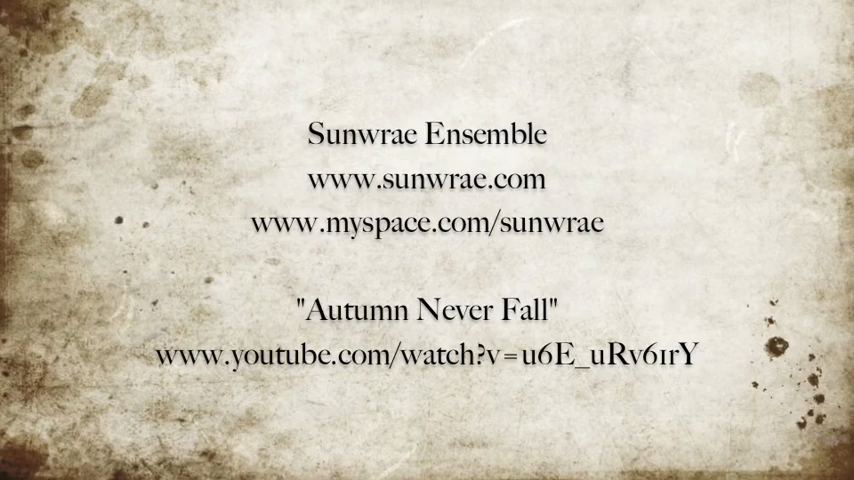 Sunwrae Ensemble
www.sunwrae.com
www.myspace.com/sunwrae
"Autumn Never Fall"
www.youtube.com/watch?v=u6E_uRv61rY